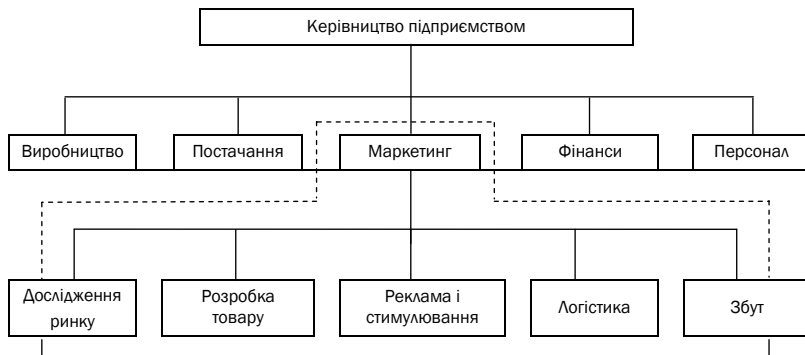 Керівництво підприємством
Виробництво
Постачання
Маркетинг
Фінанси
Персонал
Дослідження
ринку
Розробка
товару
Реклама і
стимулювання
Логістика
Збут